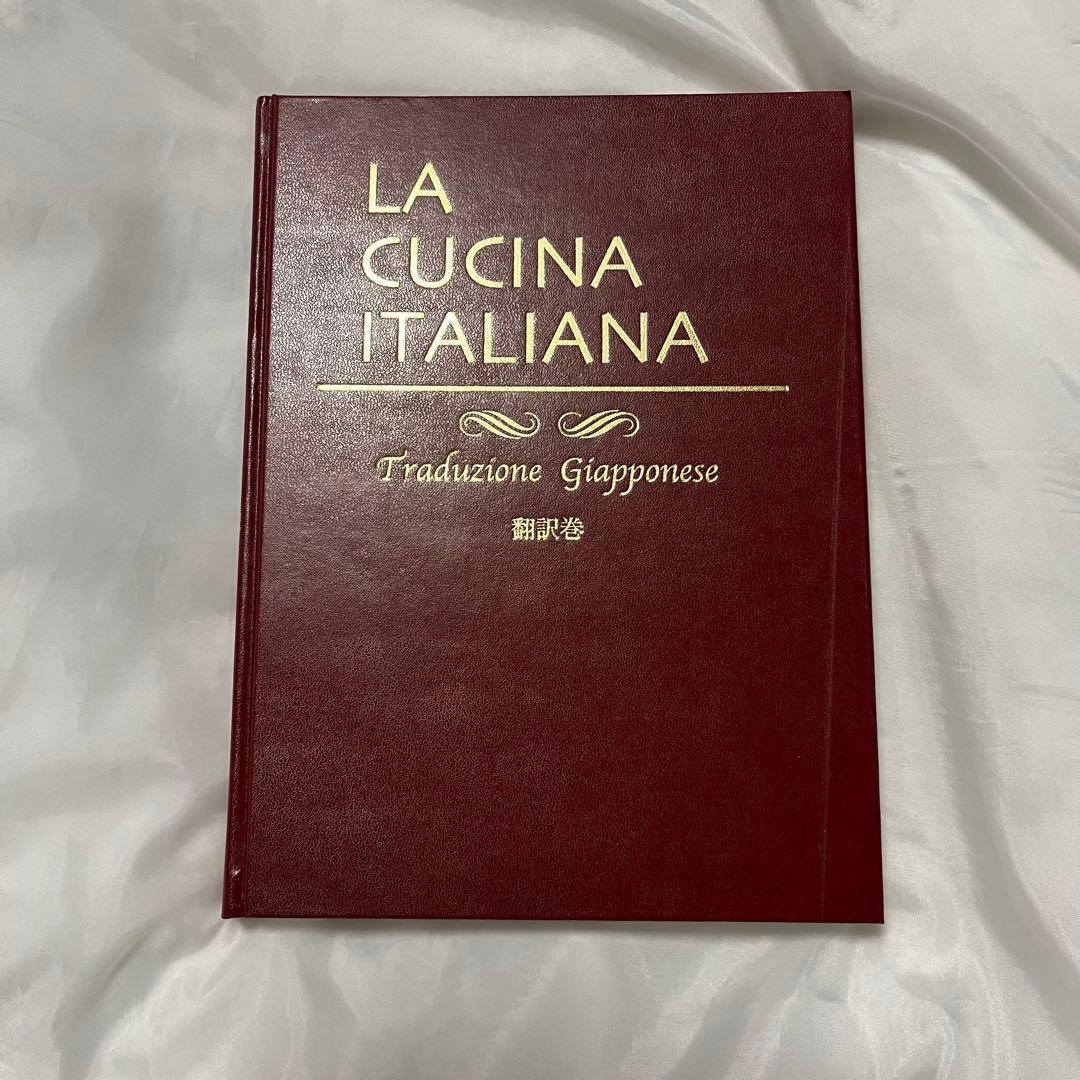 LA
CUCINA
ITALIANA
Traduzione Giapponese
翻訳巻